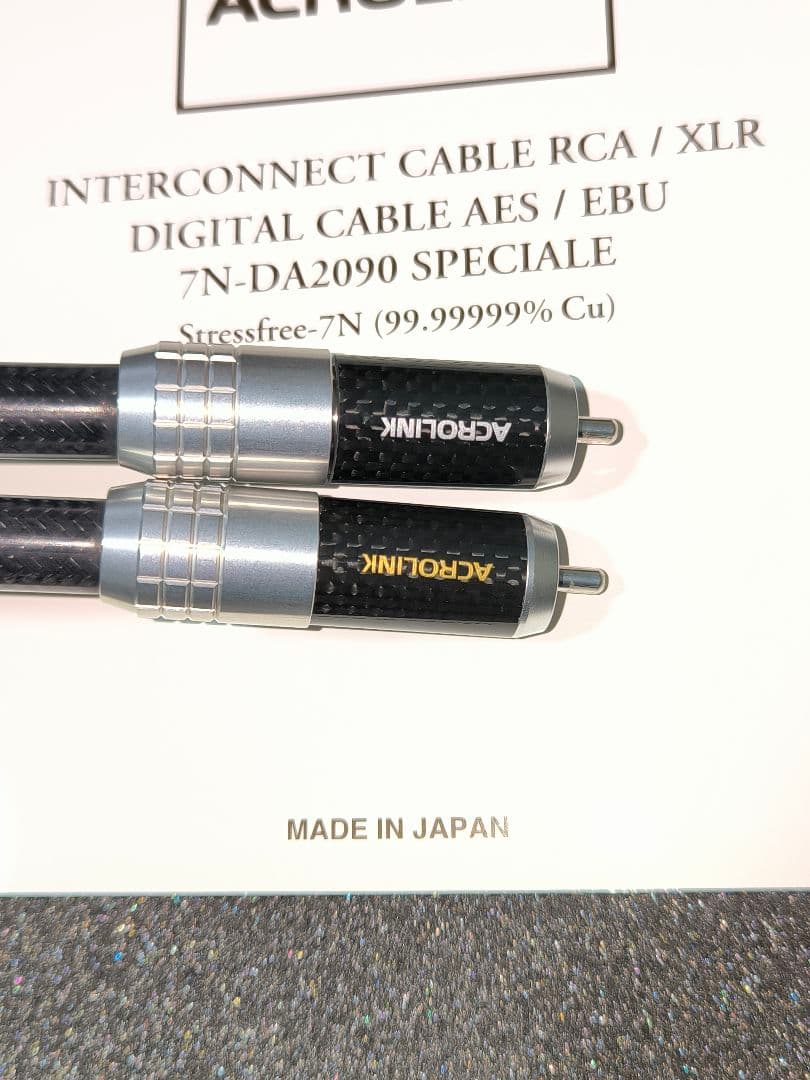 INTERCONNECT CABLE RCA / XLR
DIGITAL CABLE AES / EBU
7N-DA2090 SPECIALE
Stressfree-7N (99.99999% Cu)
ACROLINK
ACROLINK
MADE IN JAPAN